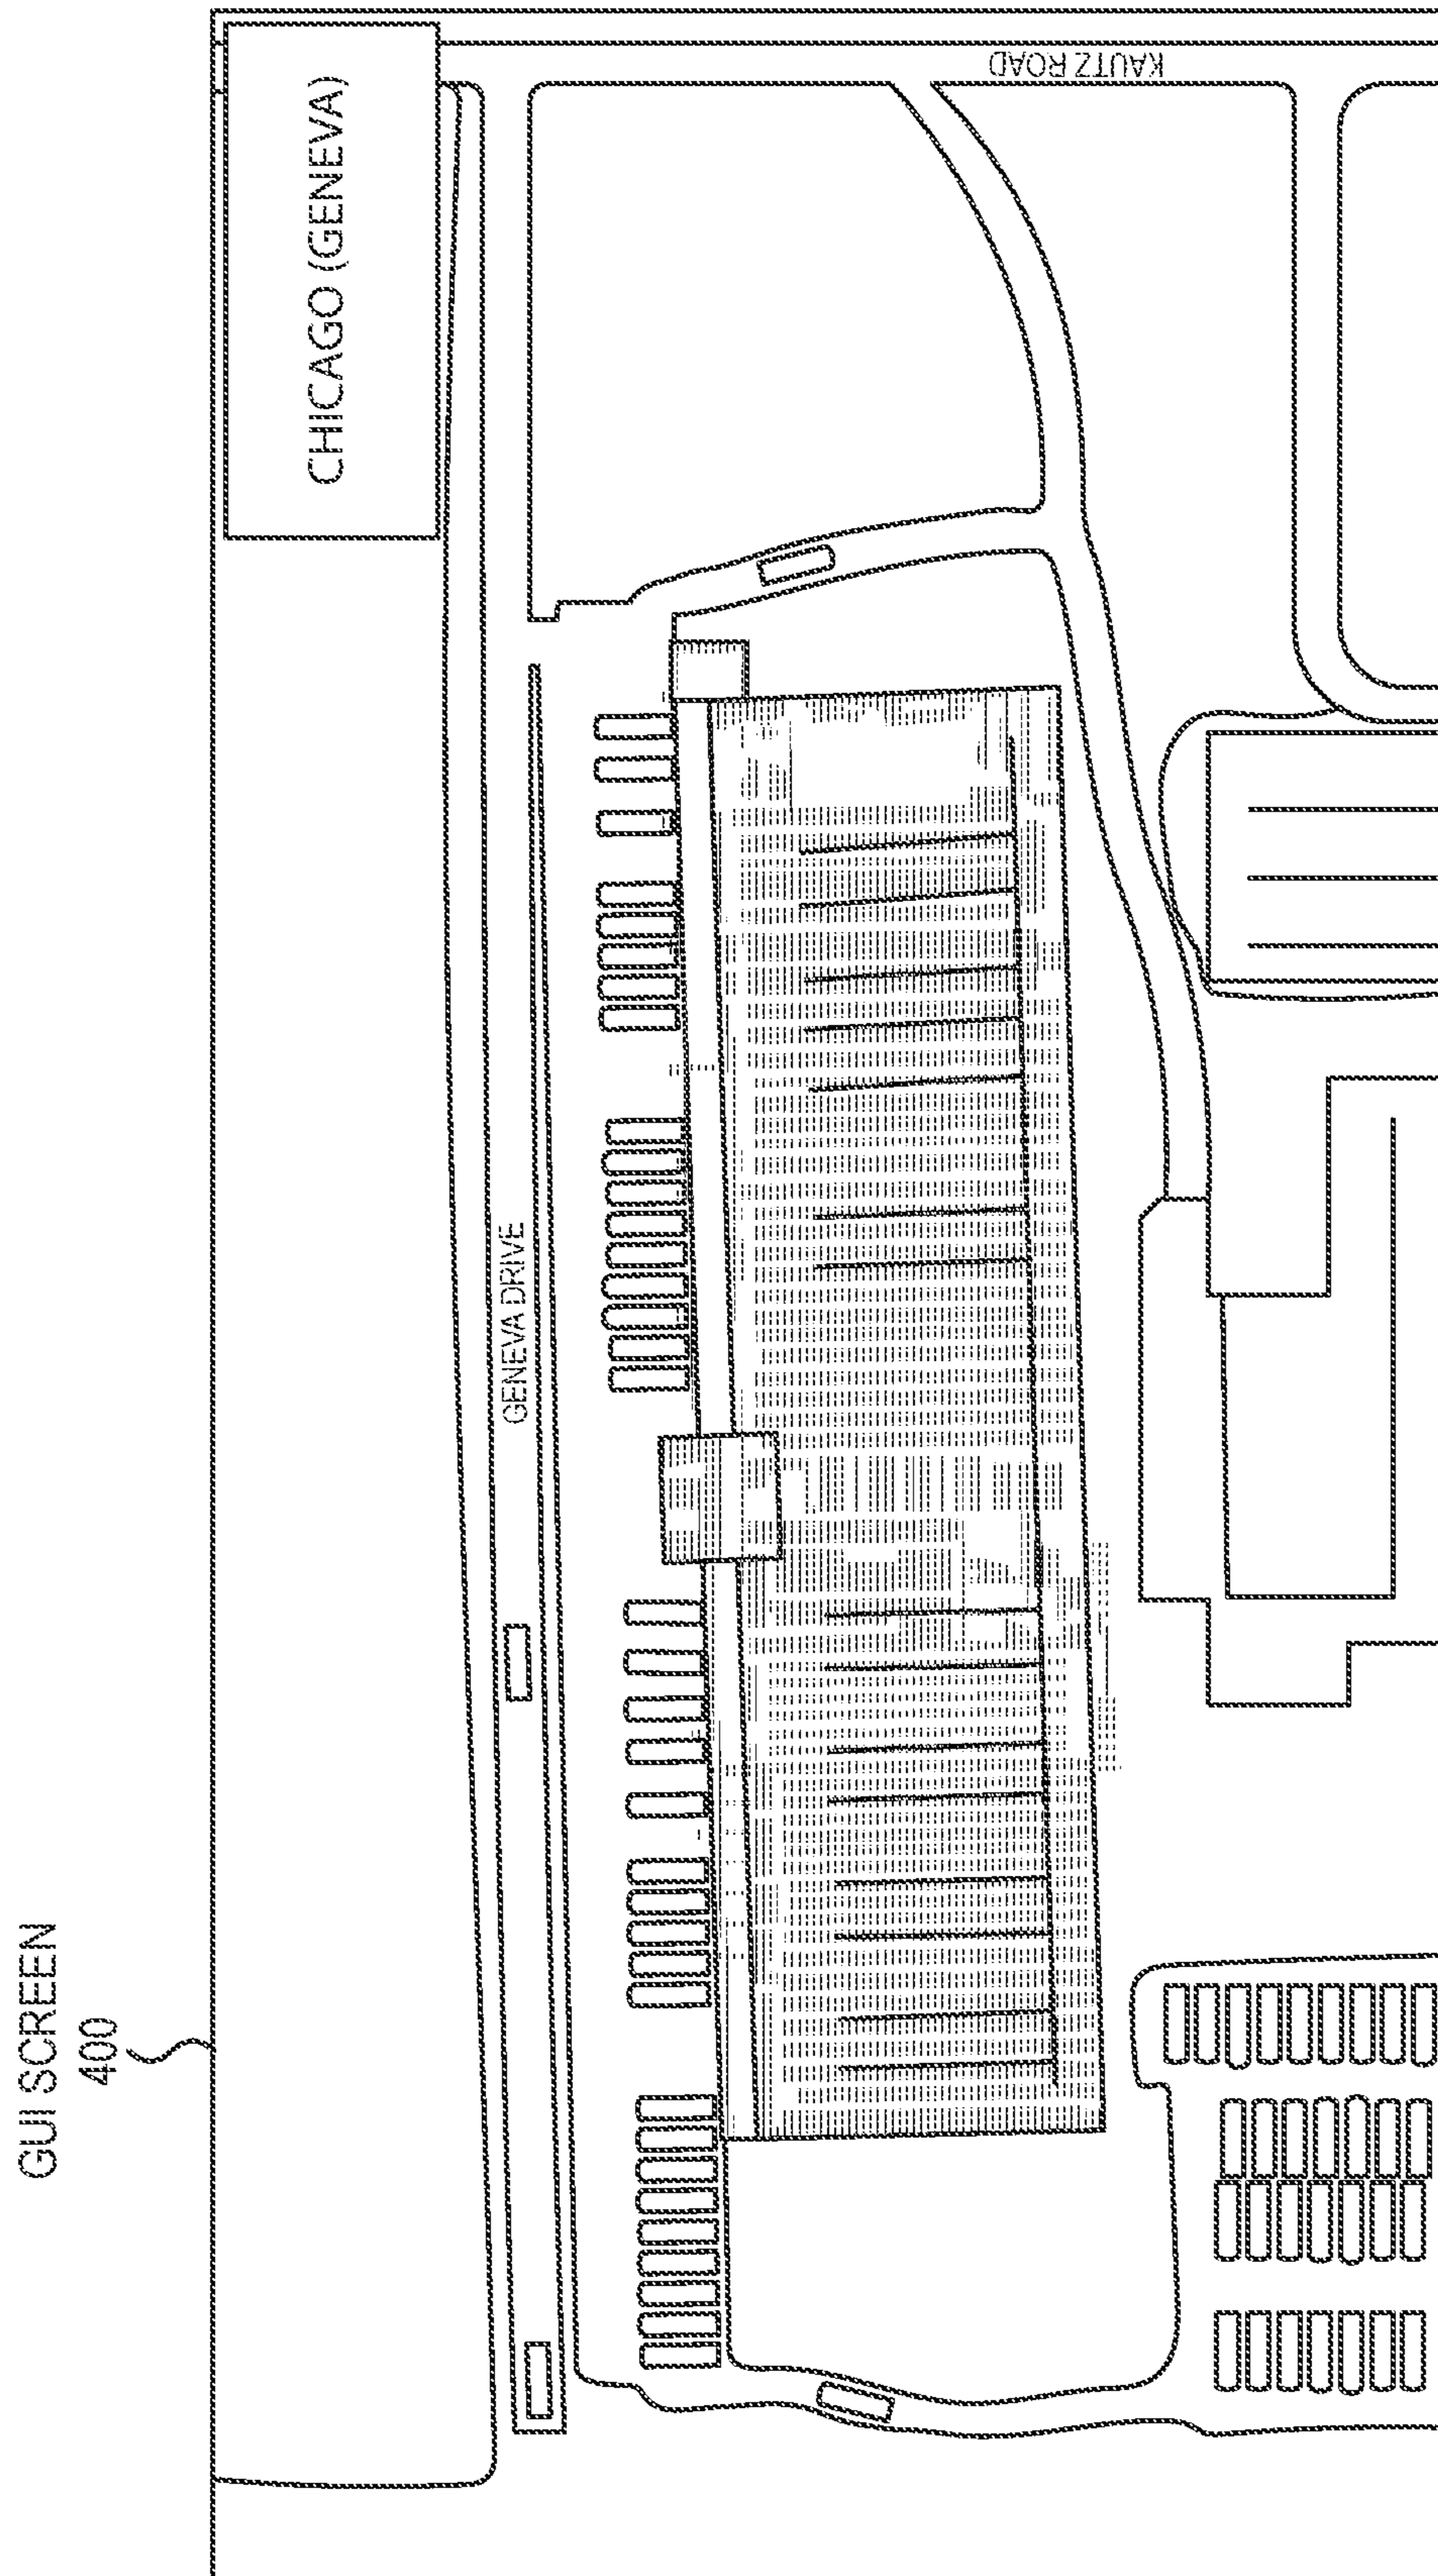 GUI SCREEN
400
CHICAGO (GENEVA)
GENEVA DRIVE
KAUTZ ROAD